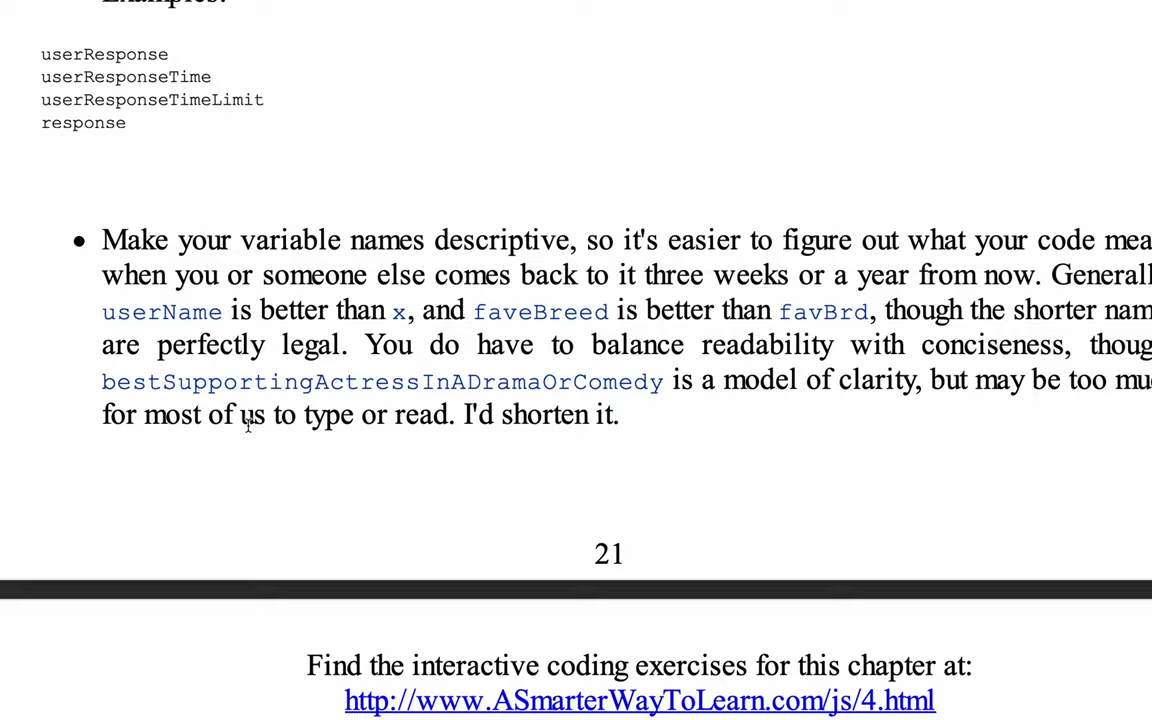 Examples:
userResponse
userResponseTime
userResponseTimeLimit
response
• Make your variable names descriptive, so it's easier to figure out what your code mea
when you or someone else comes back to it three weeks or a year from now. Generall
userName is better than x, and faveBreed is better than favBrd, though the shorter nam
are perfectly legal. You do have to balance readability with conciseness, thoug
bestSupportingActressInADramaOrComedy is a model of clarity, but may be too mu
for most of us to type or read. I'd shorten it.
21
Find the interactive coding exercises for this chapter at:
http://www.ASmarterWayToLearn.com/js/4.html